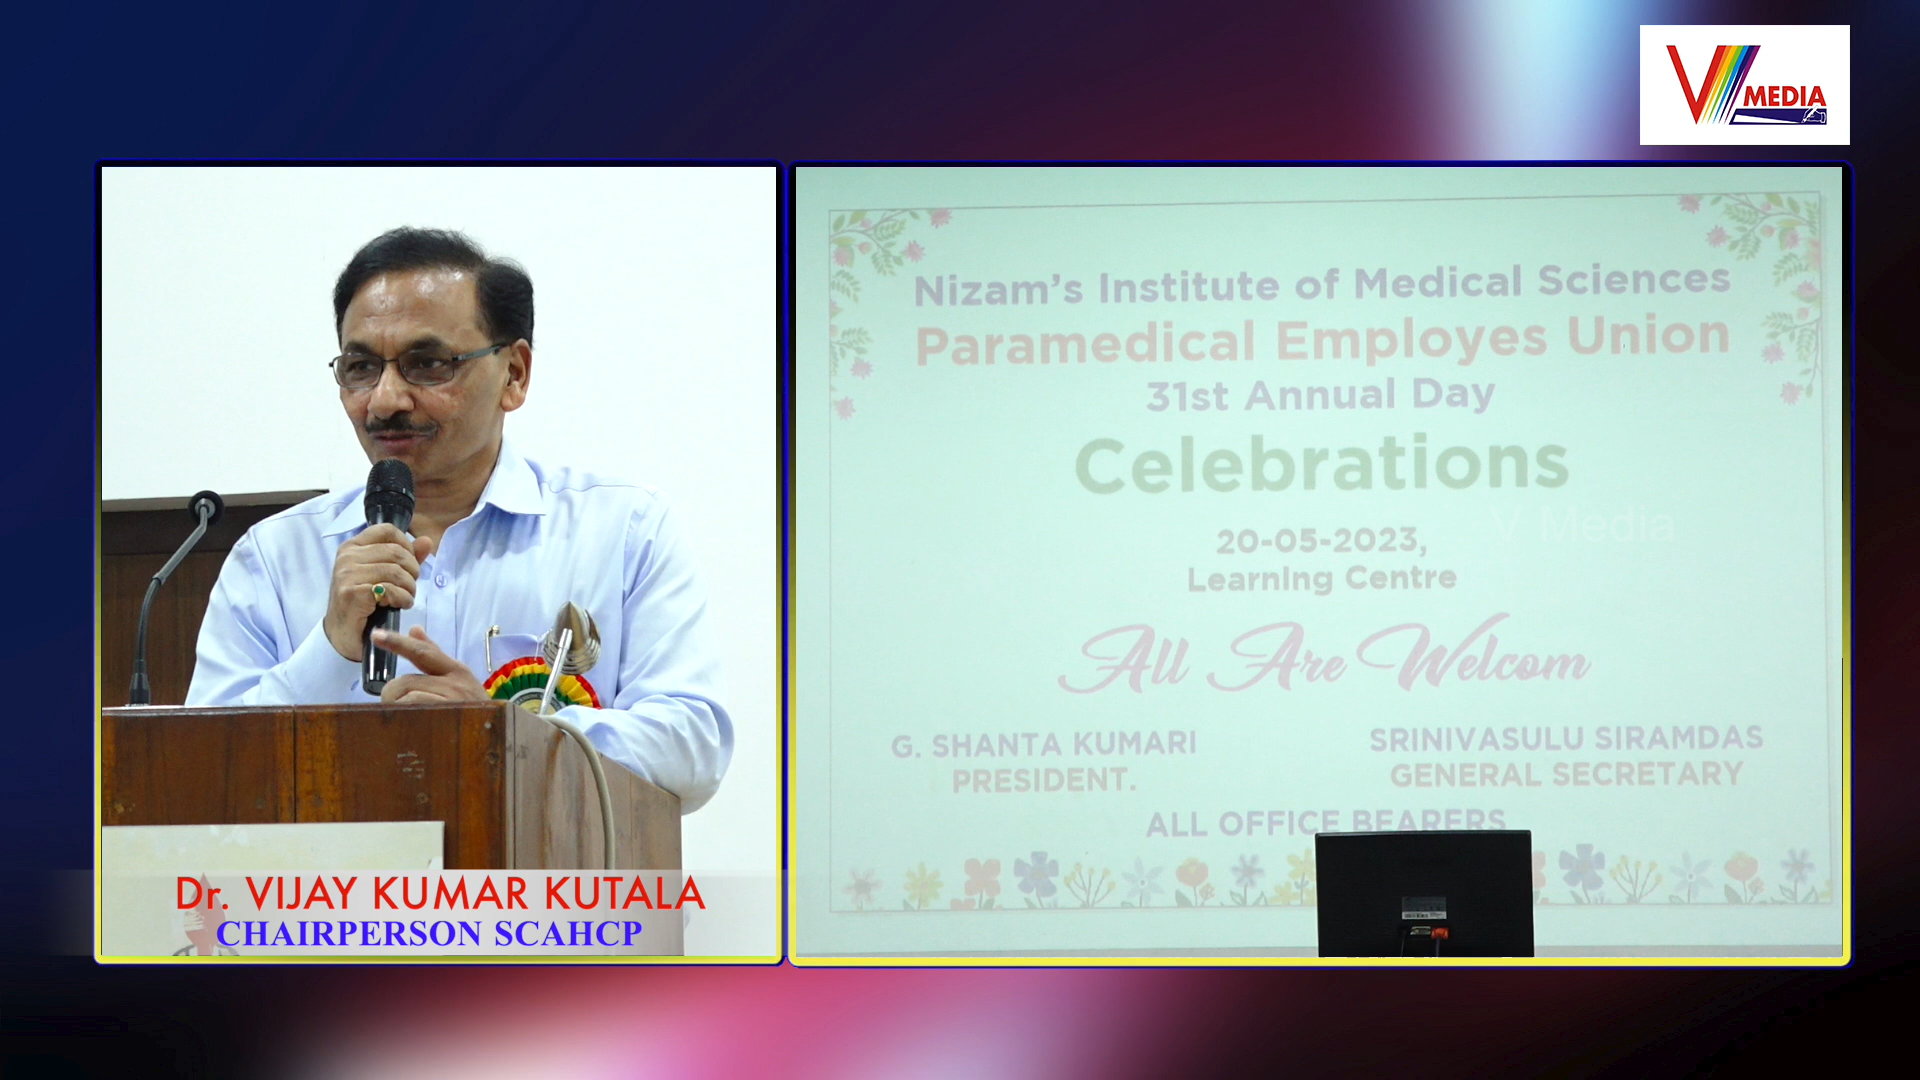 V MEDIA
Nizam's Institute of Medical Sciences
Paramedical Employes Union
31st Annual Day
Celebrations
20-05-2023,
LearnIng Centre
V Media
All Are Welcom
G. SHANTA KUMARI
PRESIDENT.
SRINIVASULU SIRAMDAS
GENERAL SECRETARY
ALL OFFICE BEARERS
Dr. VIJAY KUMAR KUTALA
CHAIRPERSON SCAHCP